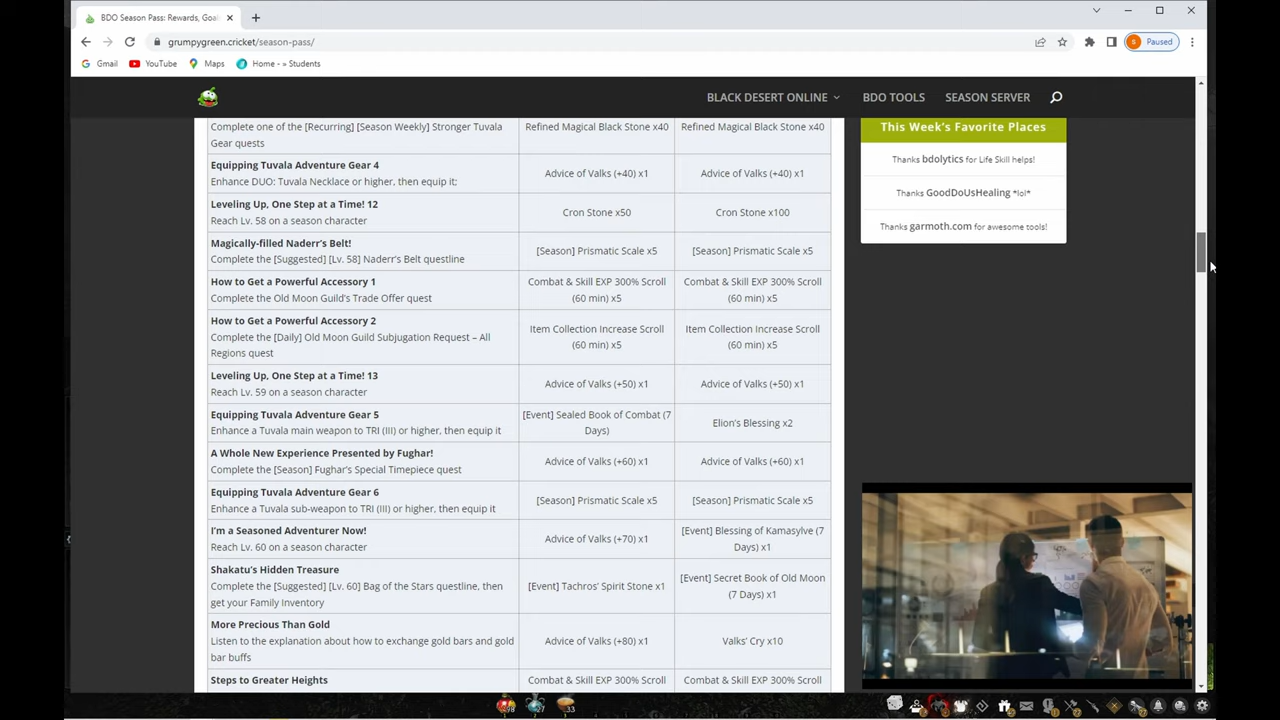 BDO Season Pass: Rewards, Goal
grumpygreen.cricket/season-pass/
S Paused
Gmail YouTube Maps Home - » Students
BLACK DESERT ONLINE BDO TOOLS SEASON SERVER
Complete one of the [Recurring] [Season Weekly] Stronger Tuvala
Gear quests
Refined Magical Black Stone x40
Refined Magical Black Stone x40
Equipping Tuvala Adventure Gear 4
Enhance DUO: Tuvala Necklace or higher, then equip it;
Advice of Valks (+40) x1
Advice of Valks (+40) x1
Leveling Up, One Step at a Time! 12
Reach Lv. 58 on a season character
Cron Stone x50
Cron Stone x100
Magically-filled Naderr's Belt!
Complete the [Suggested] [Lv. 58] Naderr's Belt questline
[Season] Prismatic Scale x5
[Season] Prismatic Scale x5
How to Get a Powerful Accessory 1
Complete the Old Moon Guild's Trade Offer quest
Combat & Skill EXP 300% Scroll
(60 min) x5
Combat & Skill EXP 300% Scroll
(60 min) x5
How to Get a Powerful Accessory 2
Complete the [Daily] Old Moon Guild Subjugation Request – All
Regions quest
Item Collection Increase Scroll
(60 min) x5
Item Collection Increase Scroll
(60 min) x5
Leveling Up, One Step at a Time! 13
Reach Lv. 59 on a season character
Advice of Valks (+50) x1
Advice of Valks (+50) x1
Equipping Tuvala Adventure Gear 5
Enhance a Tuvala main weapon to TRI (III) or higher, then equip it
[Event] Sealed Book of Combat (7
Days)
Elion's Blessing x2
A Whole New Experience Presented by Fughar!
Complete the [Season] Fughar's Special Timepiece quest
Advice of Valks (+60) x1
Advice of Valks (+60) x1
Equipping Tuvala Adventure Gear 6
Enhance a Tuvala sub-weapon to TRI (III) or higher, then equip it
[Season] Prismatic Scale x5
[Season] Prismatic Scale x5
I'm a Seasoned Adventurer Now!
Reach Lv. 60 on a season character
Advice of Valks (+70) x1
[Event] Blessing of Kamasylve (7
Days) x1
Shakatu's Hidden Treasure
Complete the [Suggested] [Lv. 60] Bag of the Stars questline, then
get your Family Inventory
[Event] Tachros' Spirit Stone x1
[Event] Secret Book of Old Moon
(7 Days) x1
More Precious Than Gold
Listen to the explanation about how to exchange gold bars and gold
bar buffs
Advice of Valks (+80) x1
Valks' Cry x10
Steps to Greater Heights
Combat & Skill EXP 300% Scroll
Combat & Skill EXP 300% Scroll
This Week's Favorite Places
Thanks bdolytics for Life Skill helps!
Thanks GoodDoUsHealing *lol*
Thanks garmoth.com for awesome tools!
33